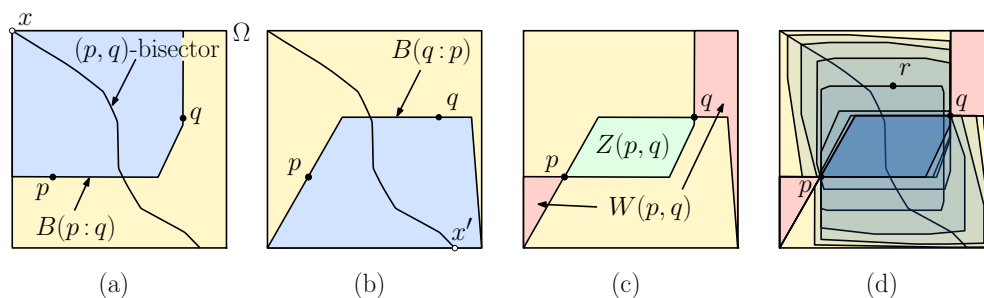 x
(p, q)-bisector
q
p
B(p : q)
(a)
Ω
B(q : p)
q
p
x′
(b)
q
Z(p, q)
p
W(p, q)
(c)
r
q
p
(d)